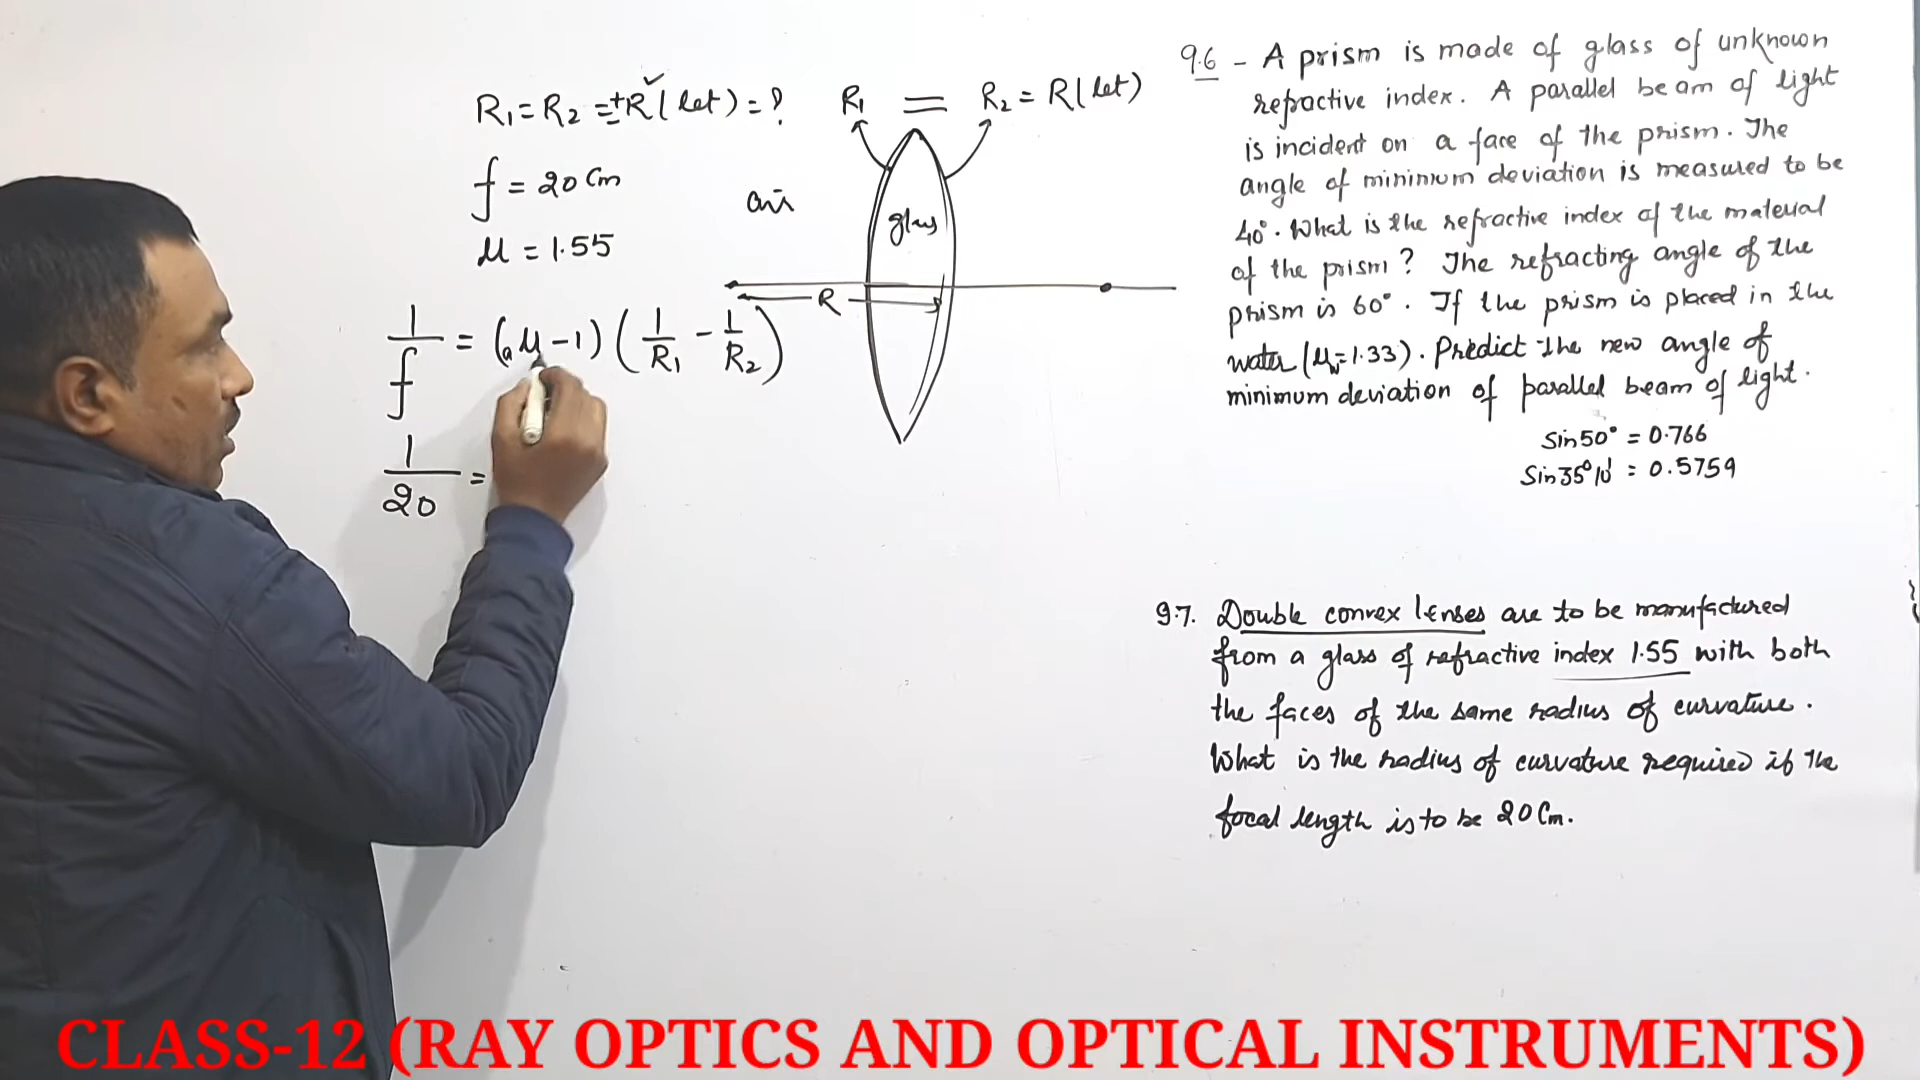 R₁ = R₂ = ±R (let) = ?
f = 20 Cm
μ = 1.55
1/f = (ₐμ - 1) (1/R₁ - 1/R₂)
1/20 =
R₁ = R₂ = R (let)
air
glass
R
9.6 - A prism is made of glass of unknown
refractive index. A parallel beam of light
is incident on a face of the prism. The
angle of minimum deviation is measured to be
40°. What is the refractive index of the material
of the prism? The refracting angle of the
prism is 60°. If the prism is placed in the
water (μw = 1.33). Predict the new angle of
minimum deviation of parallel beam of light.
Sin50° = 0.766
Sin35°10' = 0.5759
9.7. Double convex lenses are to be manufactured
from a glass of refractive index 1.55 with both
the faces of the same radius of curvature.
What is the radius of curvature required if the
focal length is to be 20 Cm.
CLASS-12 (RAY OPTICS AND OPTICAL INSTRUMENTS)